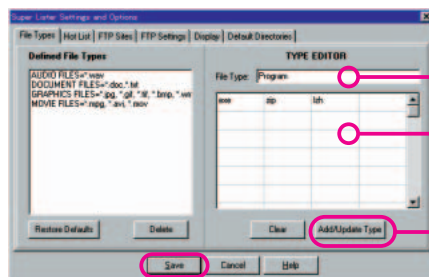 Super Lister Settings and Options
File Types Hot List FTP Sites FTP Settings Display Default Directories
Defined File Types
AUDIO FILES=*.wav
DOCUMENT FILES=*.doc,*.txt
GRAPHICS FILES=*.jpg, *.gif, *.tif, *.bmp,
MOVIE FILES=*.mpg, *.avi, *.mov
Restore Defaults Delete
TYPE EDITOR
File Type: Program
exe zip lzh
Clear Add/Update Type
Save Cancel Help